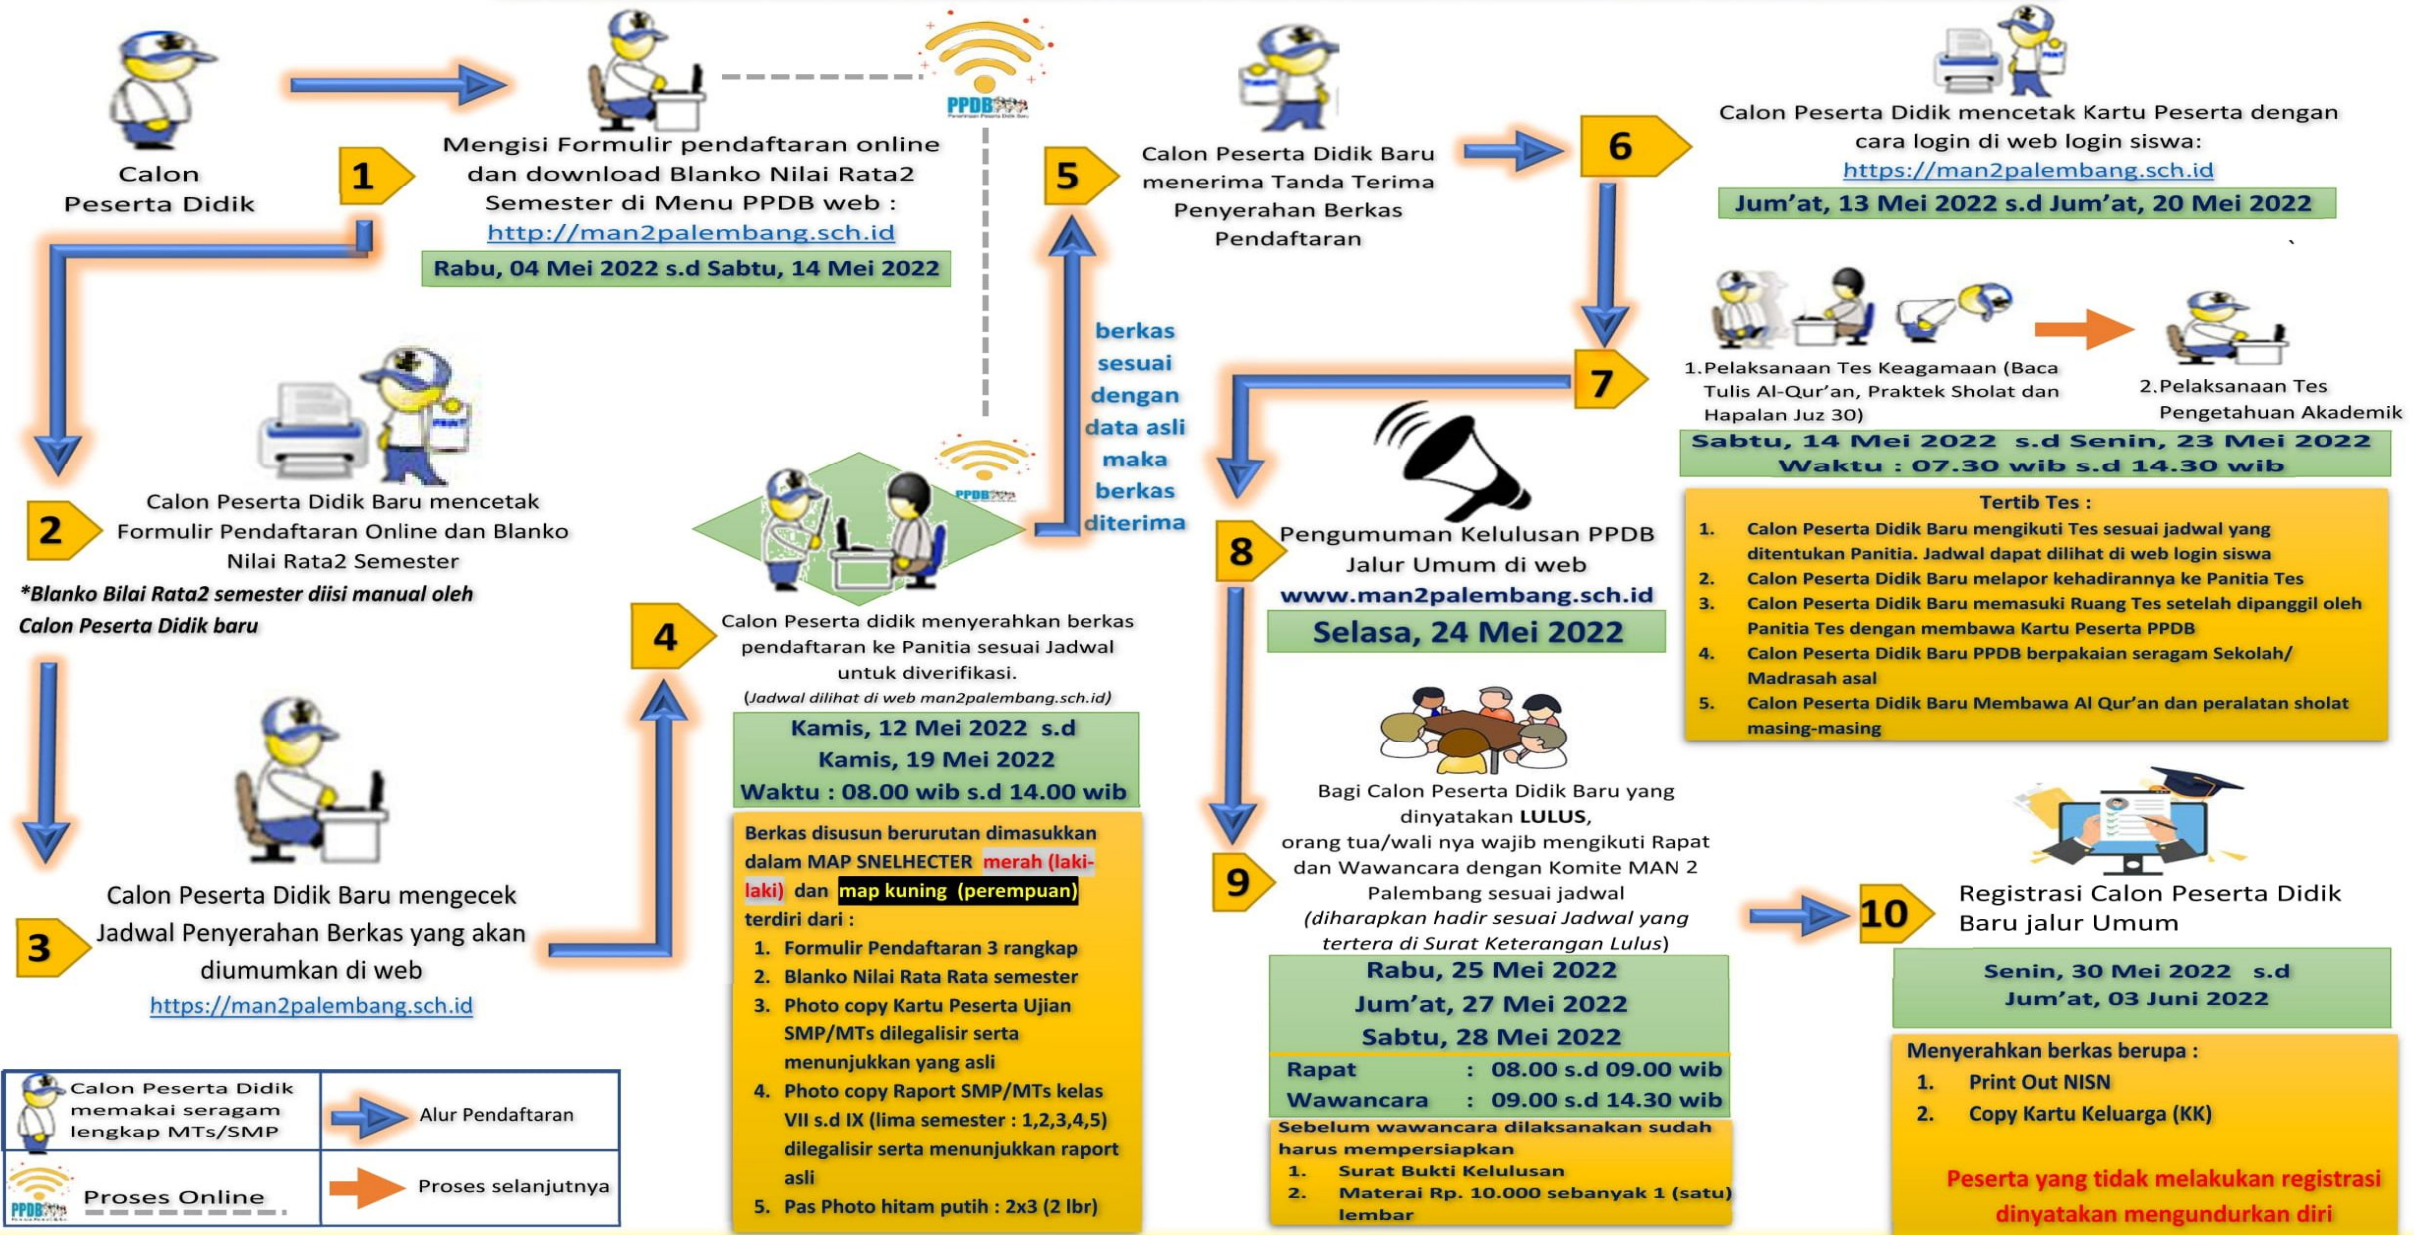 Calon
Peserta Didik
1
Mengisi Formulir pendaftaran online
dan download Blanko Nilai Rata2
Semester di Menu PPDB web :
http://man2palembang.sch.id
Rabu, 04 Mei 2022 s.d Sabtu, 14 Mei 2022
PPDB
2
Calon Peserta Didik Baru mencetak
Formulir Pendaftaran Online dan Blanko
Nilai Rata2 Semester
*Blanko Bilai Rata2 semester diisi manual oleh
Calon Peserta Didik baru
PRINT
3
Calon Peserta Didik Baru mengecek
Jadwal Penyerahan Berkas yang akan
diumumkan di web
https://man2palembang.sch.id
4
PPDB
Calon Peserta didik menyerahkan berkas
pendaftaran ke Panitia sesuai Jadwal
untuk diverifikasi.
(Jadwal dilihat di web man2palembang.sch.id)
Kamis, 12 Mei 2022 s.d
Kamis, 19 Mei 2022
Waktu : 08.00 wib s.d 14.00 wib
Berkas disusun berurutan dimasukkan
dalam MAP SNELHECTER merah (laki-
laki) dan map kuning (perempuan)
terdiri dari :
1. Formulir Pendaftaran 3 rangkap
2. Blanko Nilai Rata Rata semester
3. Photo copy Kartu Peserta Ujian
SMP/MTs dilegalisir serta
menunjukkan yang asli
4. Photo copy Raport SMP/MTs kelas
VII s.d IX (lima semester : 1,2,3,4,5)
dilegalisir serta menunjukkan raport
asli
5. Pas Photo hitam putih : 2x3 (2 lbr)
berkas
sesuai
dengan
data asli
maka
berkas
diterima
5
Calon Peserta Didik Baru
menerima Tanda Terima
Penyerahan Berkas
Pendaftaran
6
Calon Peserta Didik mencetak Kartu Peserta dengan
cara login di web login siswa:
https://man2palembang.sch.id
Jum'at, 13 Mei 2022 s.d Jum'at, 20 Mei 2022
7
1.Pelaksanaan Tes Keagamaan (Baca
Tulis Al-Qur'an, Praktek Sholat dan
Hapalan Juz 30)
2.Pelaksanaan Tes
Pengetahuan Akademik
Sabtu, 14 Mei 2022 s.d Senin, 23 Mei 2022
Waktu : 07.30 wib s.d 14.30 wib
Tertib Tes :
1. Calon Peserta Didik Baru mengikuti Tes sesuai jadwal yang
ditentukan Panitia. Jadwal dapat dilihat di web login siswa
2. Calon Peserta Didik Baru melapor kehadirannya ke Panitia Tes
3. Calon Peserta Didik Baru memasuki Ruang Tes setelah dipanggil oleh
Panitia Tes dengan membawa Kartu Peserta PPDB
4. Calon Peserta Didik Baru PPDB berpakaian seragam Sekolah/
Madrasah asal
5. Calon Peserta Didik Baru Membawa Al Qur'an dan peralatan sholat
masing-masing
8
Pengumuman Kelulusan PPDB
Jalur Umum di web
www.man2palembang.sch.id
Selasa, 24 Mei 2022
9
Bagi Calon Peserta Didik Baru yang
dinyatakan LULUS,
orang tua/wali nya wajib mengikuti Rapat
dan Wawancara dengan Komite MAN 2
Palembang sesuai jadwal
(diharapkan hadir sesuai Jadwal yang
tertera di Surat Keterangan Lulus)
Rabu, 25 Mei 2022
Jum'at, 27 Mei 2022
Sabtu, 28 Mei 2022
Rapat : 08.00 s.d 09.00 wib
Wawancara : 09.00 s.d 14.30 wib
Sebelum wawancara dilaksanakan sudah
harus mempersiapkan
1. Surat Bukti Kelulusan
2. Materai Rp. 10.000 sebanyak 1 (satu)
lembar
10
Registrasi Calon Peserta Didik
Baru jalur Umum
Senin, 30 Mei 2022 s.d
Jum'at, 03 Juni 2022
Menyerahkan berkas berupa :
1. Print Out NISN
2. Copy Kartu Keluarga (KK)
Peserta yang tidak melakukan registrasi
dinyatakan mengundurkan diri
Calon Peserta Didik
memakai seragam
lengkap MTs/SMP
Alur Pendaftaran
PPDB
Proses Online
Proses selanjutnya